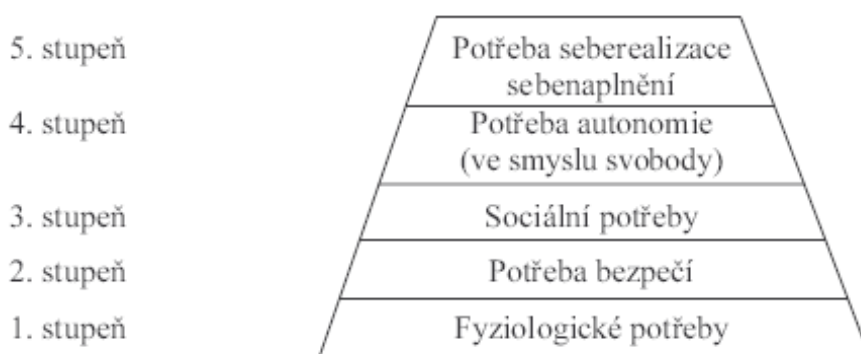 5. stupeň
Potřeba seberealizace
sebenaplnění
4. stupeň
Potřeba autonomie
(ve smyslu svobody)
3. stupeň
Sociální potřeby
2. stupeň
Potřeba bezpečí
1. stupeň
Fyziologické potřeby